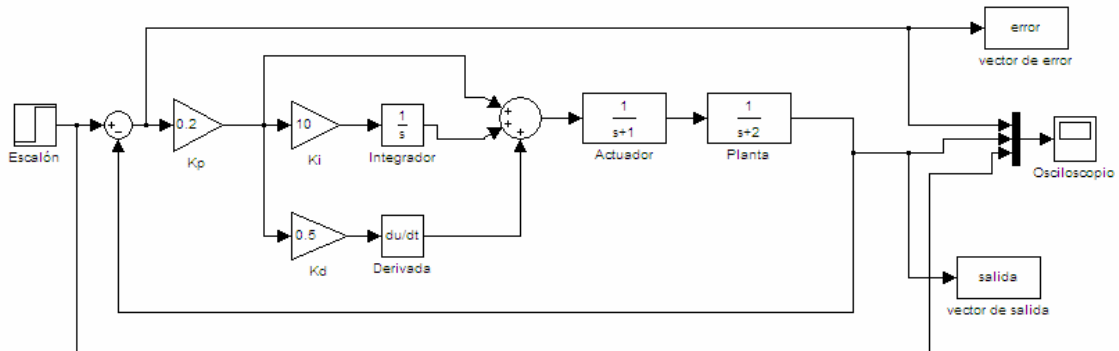 error
vector de error
Escalón
+
−
0.2
Kp
10
Ki
1
s
Integrador
+
+
+
1
s+1
Actuador
1
s+2
Planta
Osciloscopio
0.5
Kd
du/dt
Derivada
salida
vector de salida